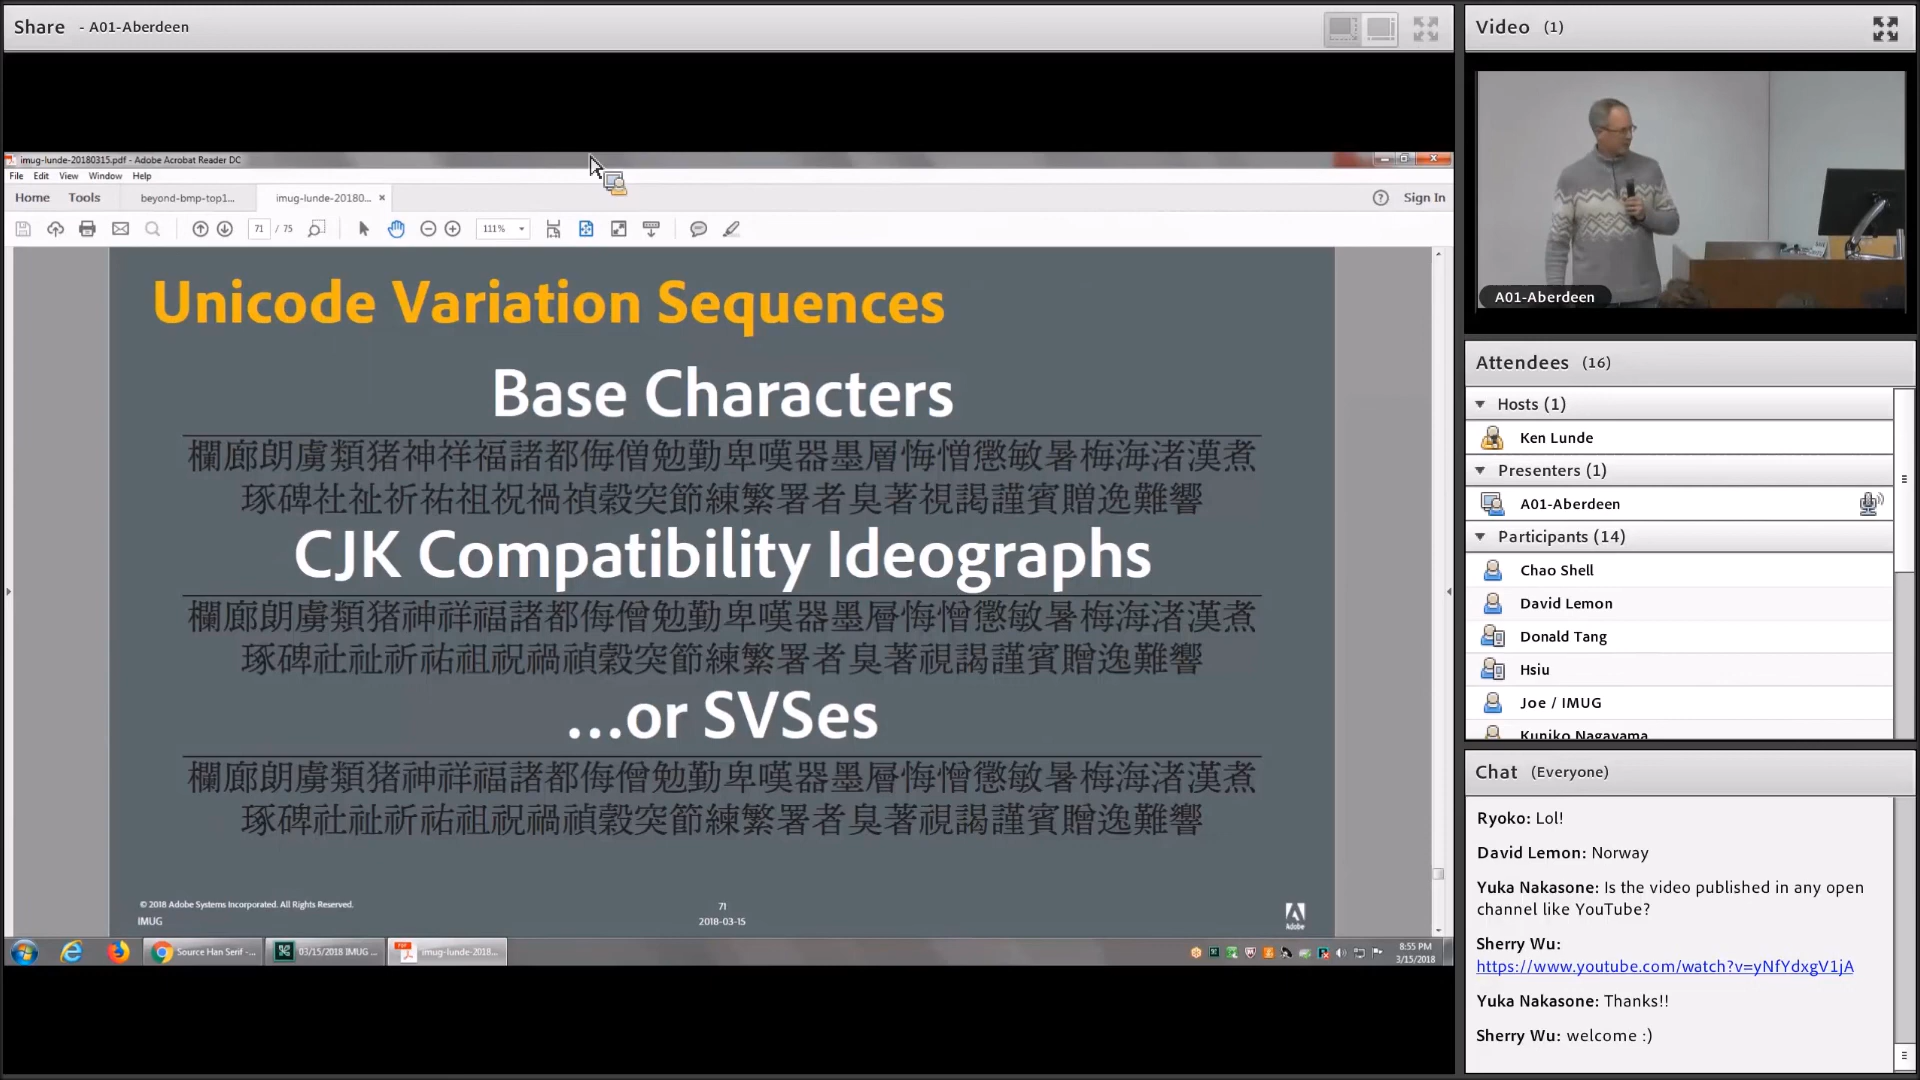 Share - A01-Aberdeen
imug-lunde-20180315.pdf - Adobe Acrobat Reader DC
File Edit View Window Help
Home Tools beyond-bmp-top1... imug-lunde-20180... × ? Sign In
71 / 75 111%
Unicode Variation Sequences
Base Characters
欄廊朗虜類猪神祥福諸都侮僧勉勤卑嘆器墨層悔憎懲敏暑梅海渚漢煮
琢碑社祉祈祐祖祝禍禎穀突節練繁署者臭著視謁謹賓贈逸難響
CJK Compatibility Ideographs
欄廊朗虜類猪神祥福諸都侮僧勉勤卑嘆器墨層悔憎懲敏暑梅海渚漢煮
琢碑社祉祈祐祖祝禍禎穀突節練繁署者臭著視謁謹賓贈逸難響
...or SVSes
欄廊朗虜類猪神祥福諸都侮僧勉勤卑嘆器墨層悔憎懲敏暑梅海渚漢煮
琢碑社祉祈祐祖祝禍禎穀突節練繁署者臭著視謁謹賓贈逸難響
© 2018 Adobe Systems Incorporated. All Rights Reserved.
IMUG
71
2018-03-15
Adobe
Source Han Serif -...
03/15/2018 IMUG ...
imug-lunde-2018...
8:55 PM
3/15/2018
Video (1)
A01-Aberdeen
Attendees (16)
Hosts (1)
Ken Lunde
Presenters (1)
A01-Aberdeen
Participants (14)
Chao Shell
David Lemon
Donald Tang
Hsiu
Joe / IMUG
Kuniko Nagayama
Chat (Everyone)
Ryoko: Lol!
David Lemon: Norway
Yuka Nakasone: Is the video published in any open
channel like YouTube?
Sherry Wu:
https://www.youtube.com/watch?v=yNfYdxgV1jA
Yuka Nakasone: Thanks!!
Sherry Wu: welcome :)